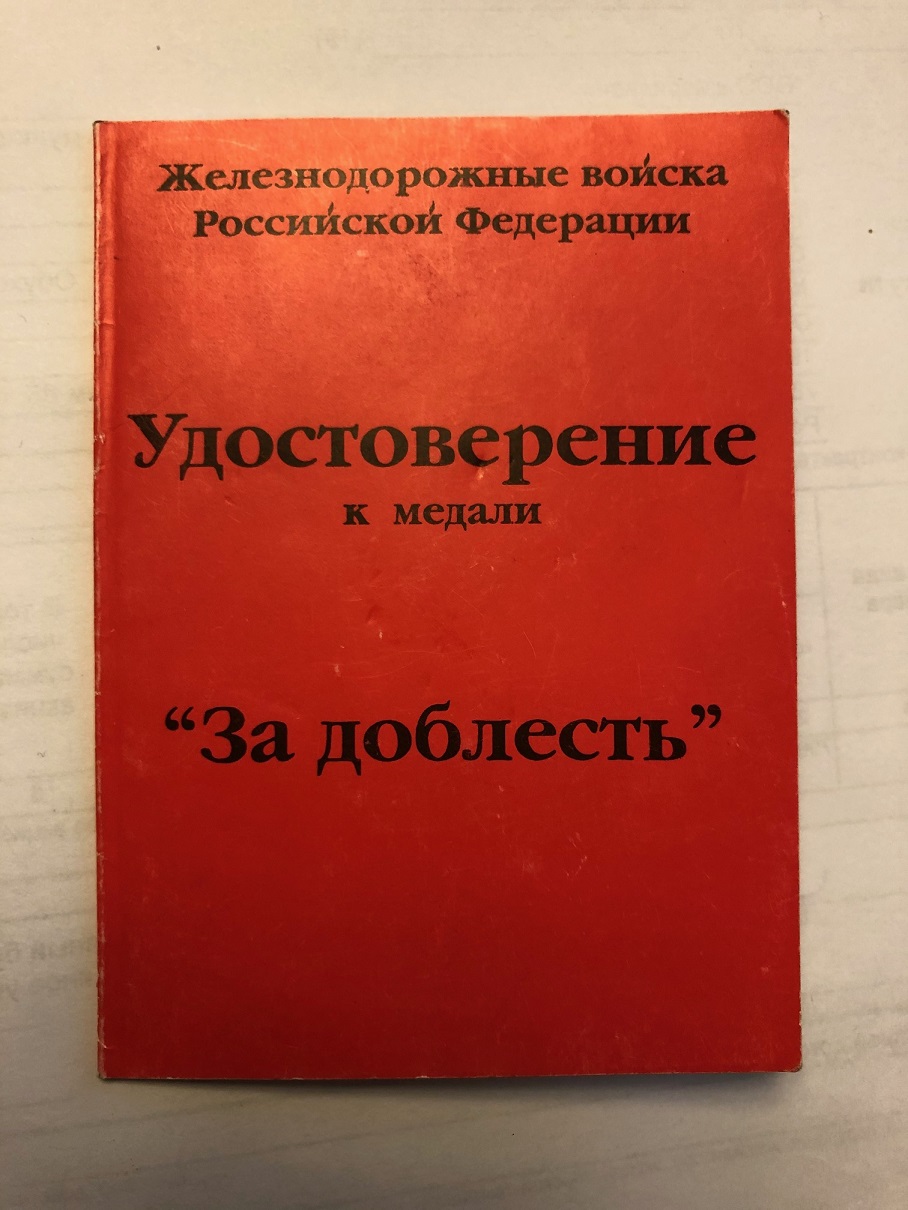 Железнодорожные войска
Российской Федерации
Удостоверение
к медали
“За доблесть”